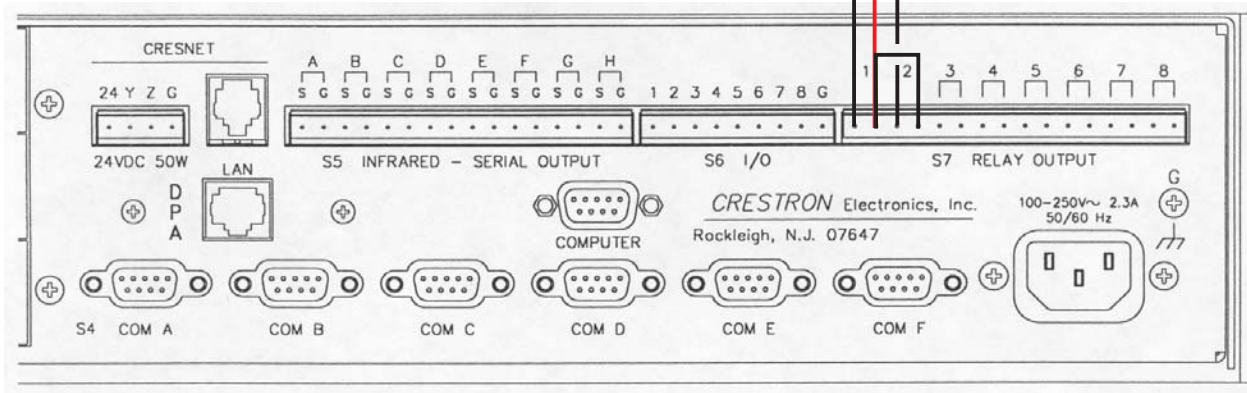 CRESNET
A B C D E F G H
1 2 3 4 5 6 7 8
24 Y Z G
S G S G S G S G S G S G S G S G
1 2 3 4 5 6 7 8 G
24VDC 50W
LAN
S5 INFRARED - SERIAL OUTPUT
S6 I/O
S7 RELAY OUTPUT
DPA
COMPUTER
CRESTRON Electronics, Inc.
Rockleigh, N.J. 07647
100-250V~ 2.3A
50/60 Hz
G
S4 COM A
COM B
COM C
COM D
COM E
COM F